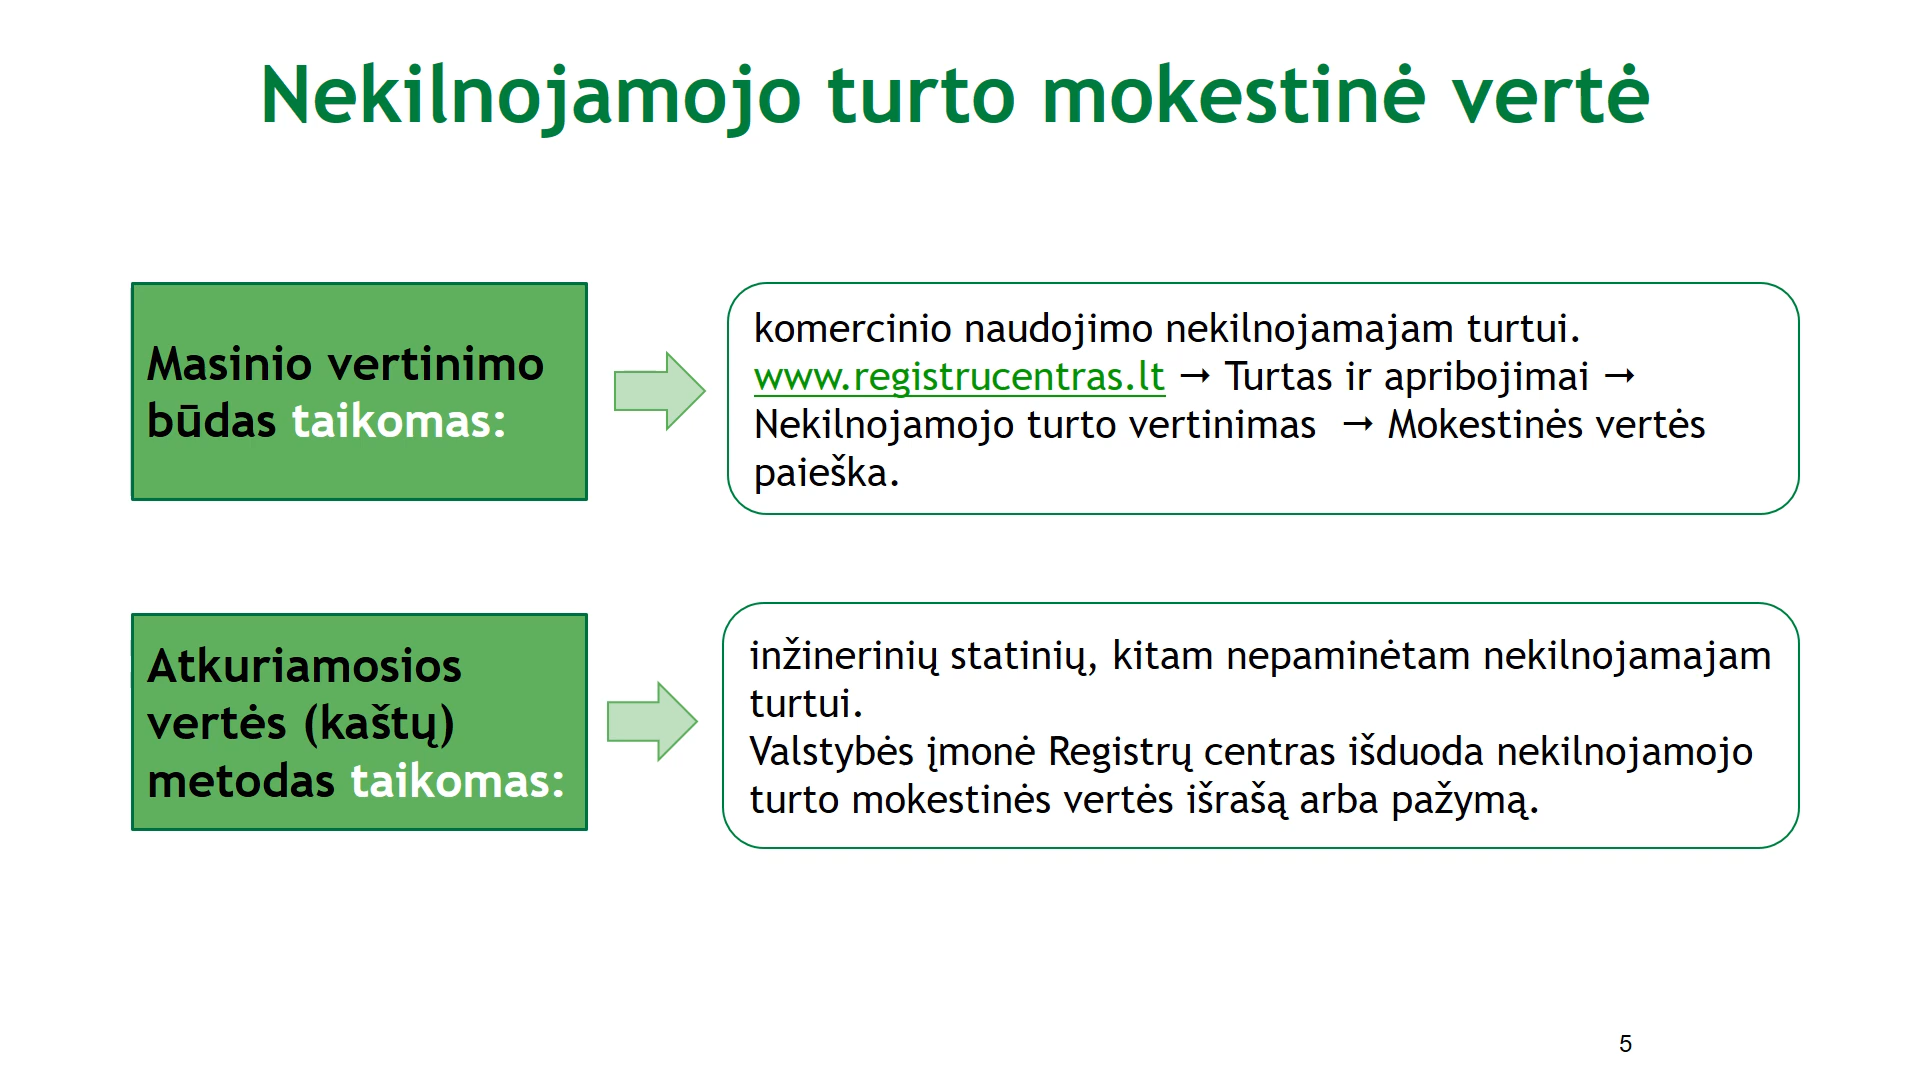 Nekilnojamojo turto mokestinė vertė
Masinio vertinimo
būdas taikomas:
komercinio naudojimo nekilnojamajam turtui.
www.registrucentras.lt → Turtas ir apribojimai →
Nekilnojamojo turto vertinimas → Mokestinės vertės
paieška.
Atkuriamosios
vertės (kaštų)
metodas taikomas:
inžinerinių statinių, kitam nepaminėtam nekilnojamajam
turtui.
Valstybės įmonė Registrų centras išduoda nekilnojamojo
turto mokestinės vertės išrašą arba pažymą.
5